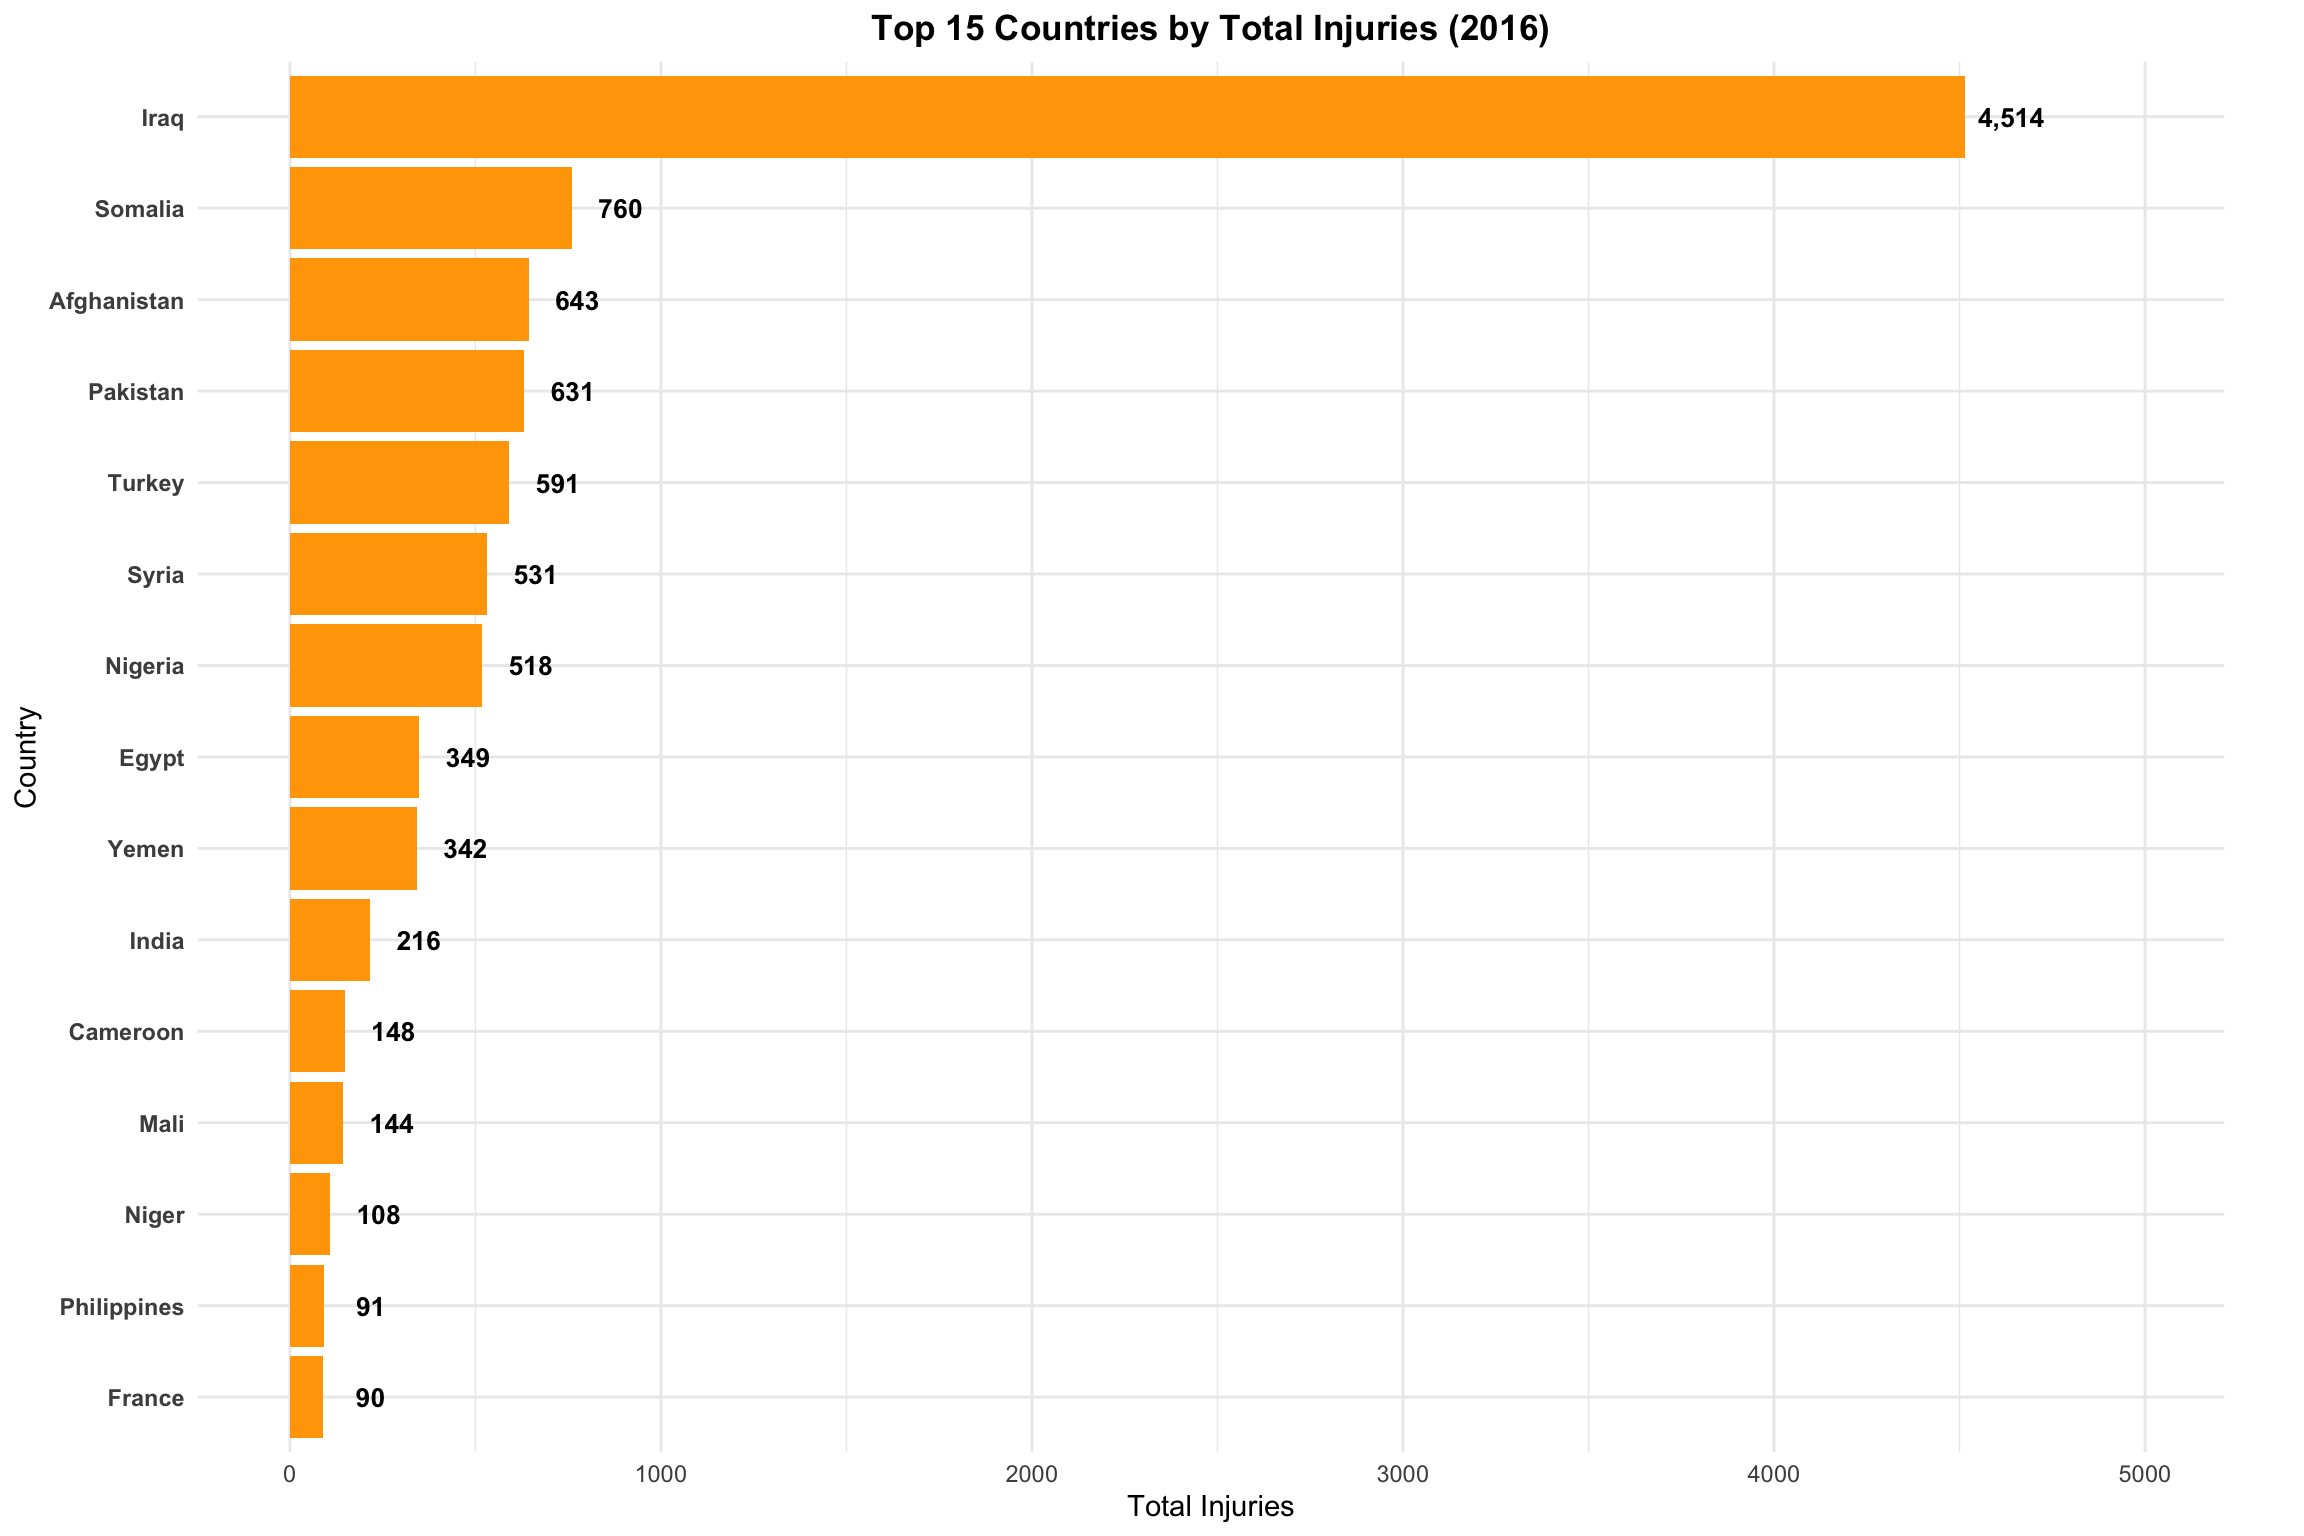 Top 15 Countries by Total Injuries (2016)
Iraq 4,514
Somalia 760
Afghanistan 643
Pakistan 631
Turkey 591
Syria 531
Nigeria 518
Country
Egypt 349
Yemen 342
India 216
Cameroon 148
Mali 144
Niger 108
Philippines 91
France 90
0 1000 2000 3000 4000 5000
Total Injuries